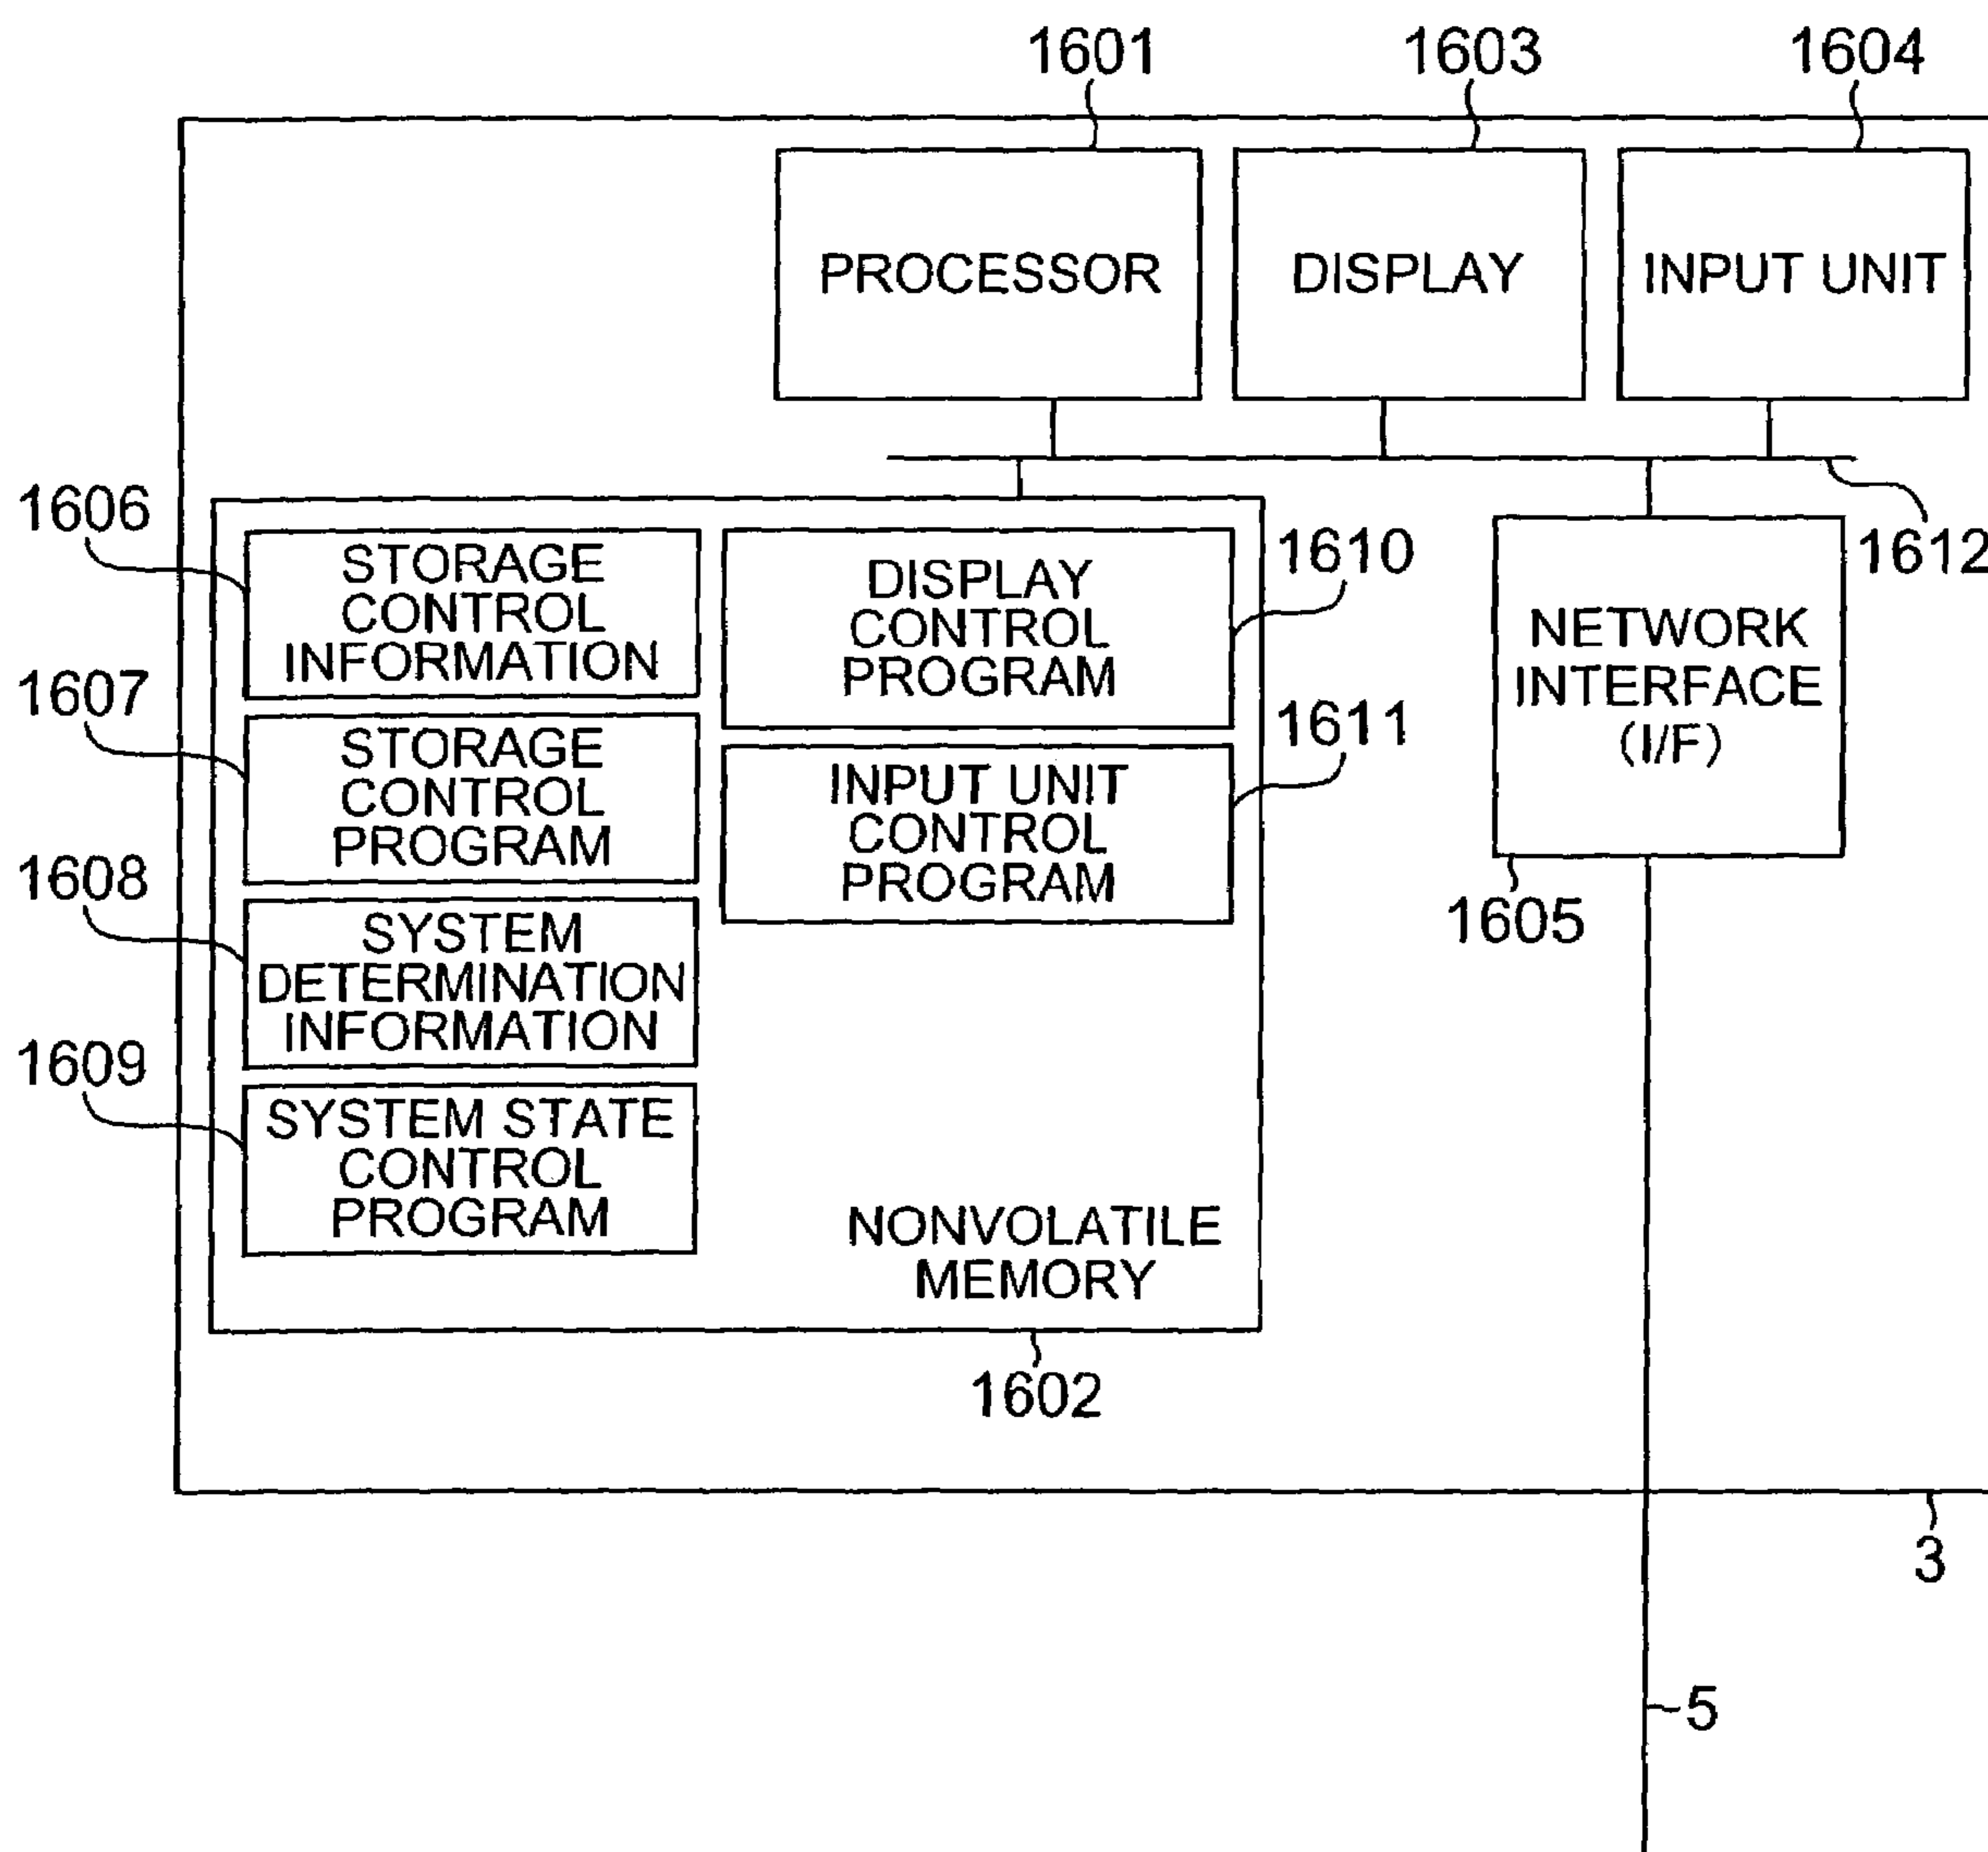 1601
1603
1604
PROCESSOR
DISPLAY
INPUT UNIT
1606
STORAGE
CONTROL
INFORMATION
DISPLAY
CONTROL
PROGRAM
1610
1612
NETWORK
INTERFACE
(I/F)
1607
STORAGE
CONTROL
PROGRAM
1611
INPUT UNIT
CONTROL
PROGRAM
1608
SYSTEM
DETERMINATION
INFORMATION
1605
1609
SYSTEM STATE
CONTROL
PROGRAM
NONVOLATILE
MEMORY
1602
3
5